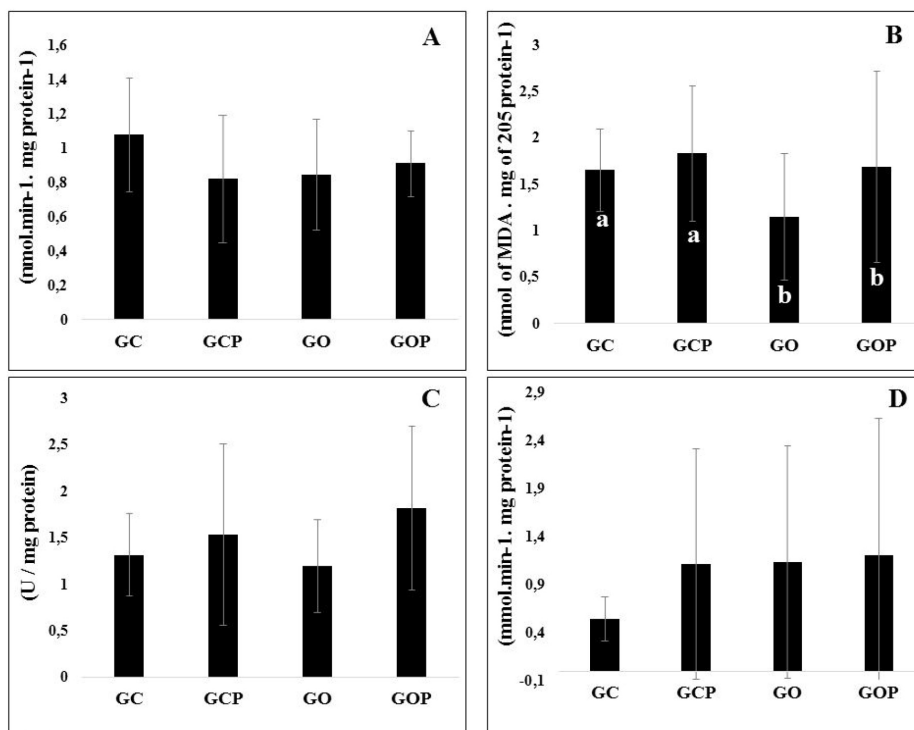 A
(nmol.min-1. mg protein-1)
1,6
1,4
1,2
1
0,8
0,6
0,4
0,2
0
GC GCP GO GOP
B
(nmol of MDA . mg of 205 protein-1)
3
2,5
2
1,5
1
0,5
0
a a b b
GC GCP GO GOP
C
(U / mg protein)
3
2,5
2
1,5
1
0,5
0
GC GCP GO GOP
D
(mmol.min-1. mg protein-1)
2,9
2,4
1,9
1,4
0,9
0,4
-0,1
GC GCP GO GOP